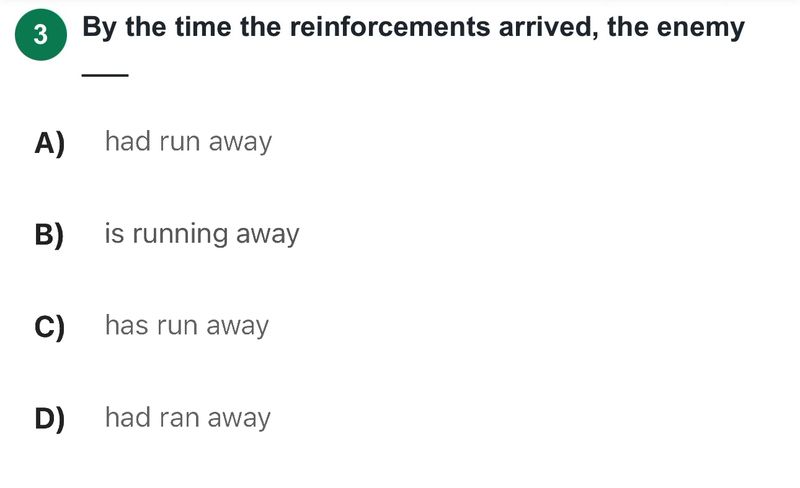 3 By the time the reinforcements arrived, the enemy
___
A) had run away
B) is running away
C) has run away
D) had ran away